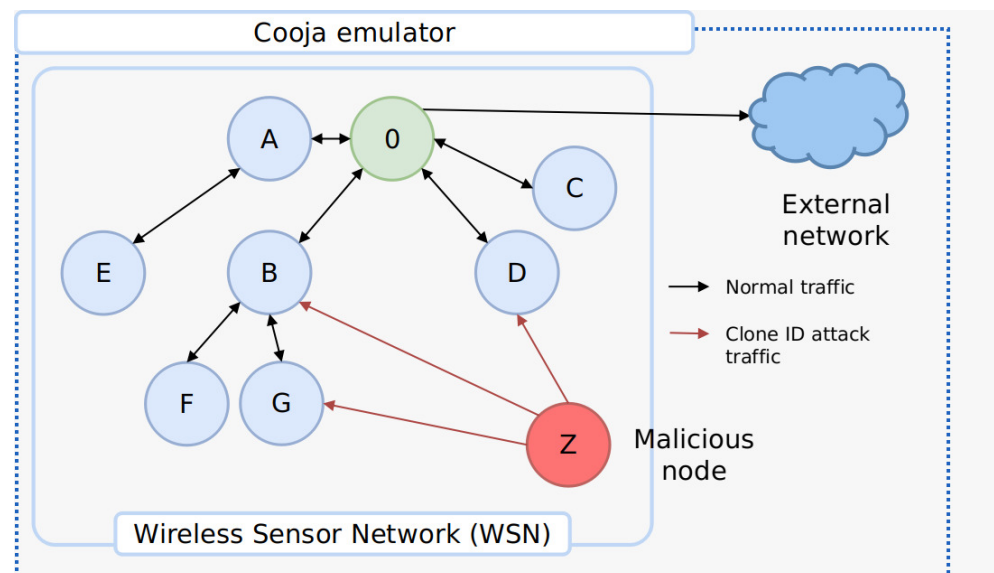 Cooja emulator
A
0
C
External
network
E
B
D
Normal traffic
Clone ID attack
traffic
F
G
Z
Malicious
node
Wireless Sensor Network (WSN)